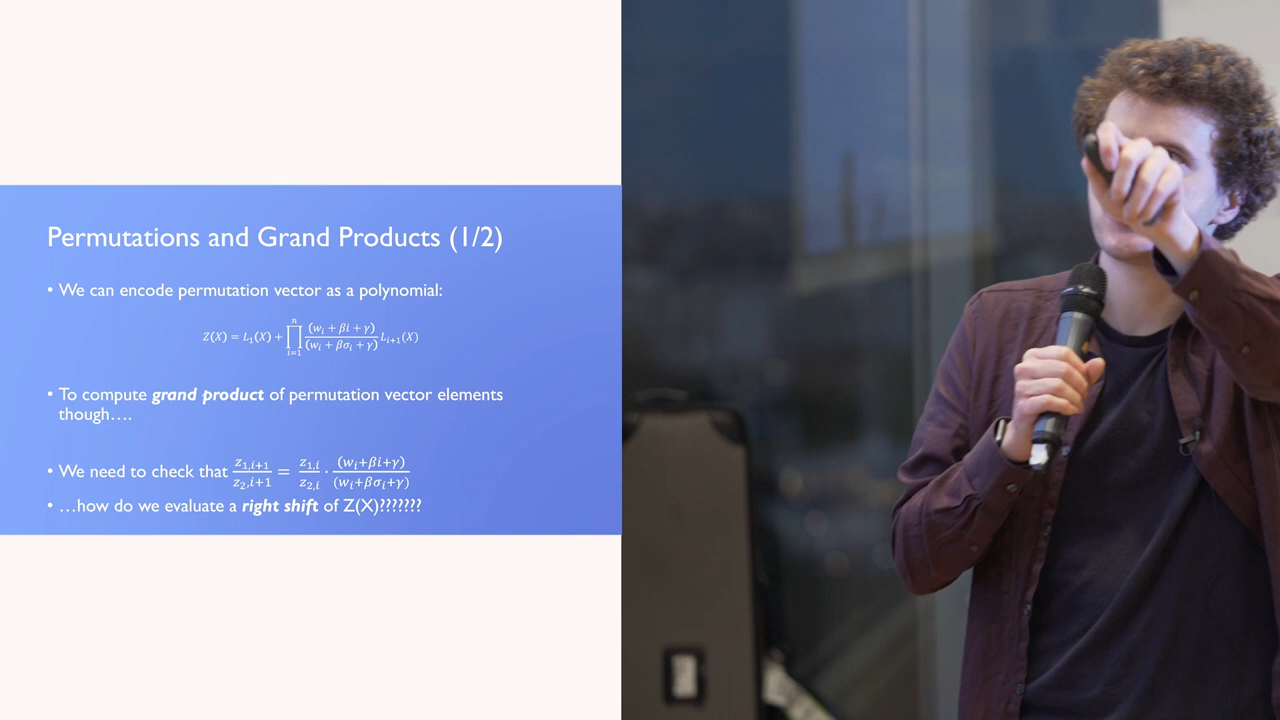 Permutations and Grand Products (1/2)
• We can encode permutation vector as a polynomial:
Z(X) = L₁(X) + ∏ᵢ₌₁ⁿ (wᵢ + βi + γ)/(wᵢ + βσᵢ + γ) Lᵢ₊₁(X)
• To compute grand product of permutation vector elements
though….
• We need to check that z₁,ᵢ₊₁/z₂,ᵢ₊₁ = z₁,ᵢ/z₂,ᵢ · (wᵢ+βi+γ)/(wᵢ+βσᵢ+γ)
• …how do we evaluate a right shift of Z(X)???????